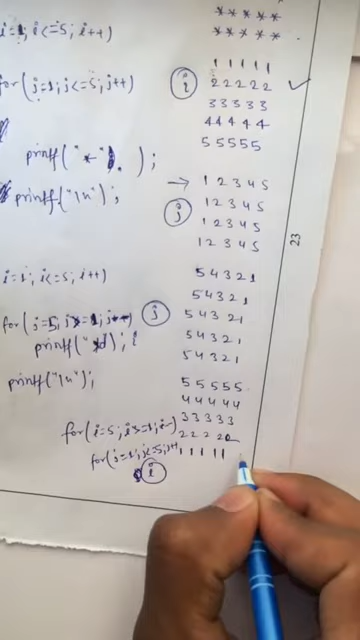 *****
i=1; i<=5; i++)
*****
for(j=1; j<=5; j++)
1 1 1 1 1
i
2 2 2 2 2
3 3 3 3 3
4 4 4 4 4
printf("*");
5 5 5 5 5
printf("\n");
→ 1 2 3 4 5
j
1 2 3 4 5
1 2 3 4 5
1 2 3 4 5
23
i=1; i<=5; i++)
5 4 3 2 1
5 4 3 2 1
for(j=5;
j
5 4 3 2 1
printf("
5 4 3 2 1
printf("\n");
5 4 3 2 1
5 5 5 5 5
4 4 4 4 4
for(i=5; i>=1; i--)
3 3 3 3 3
2 2 2 2 2
for(j=1; j<=5; j++
1 1 1 1 1
i